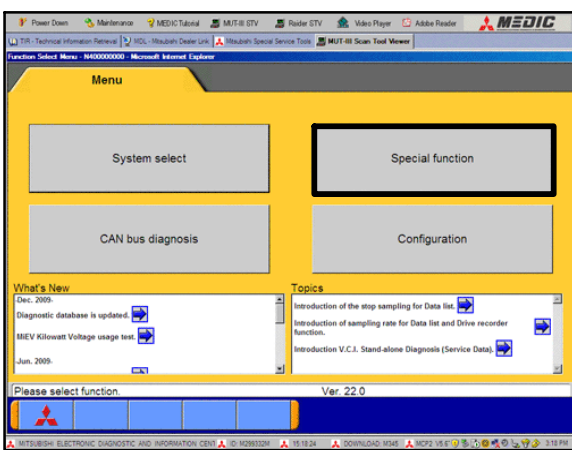 Power Down Maintenance MEDIC Tutorial MUT-III STV Raider STV Video Player Adobe Reader MEDIC
TIR - Technical Information Retrieval MDL - Mitsubishi Dealer Link Mitsubishi Special Service Tools MUT-III Scan Tool Viewer
Function Select Menu - N400000000 - Microsoft Internet Explorer
Menu
System select
Special function
CAN bus diagnosis
Configuration
What's New
Topics
-Dec. 2009-
Diagnostic database is updated.
MiEV Kilowatt Voltage usage test.
-Jun. 2009-
Introduction of the stop sampling for Data list.
Introduction of sampling rate for Data list and Drive recorder
function.
Introduction V.C.I. Stand-alone Diagnosis (Service Data).
Please select function.
Ver. 22.0
MITSUBISHI ELECTRONIC DIAGNOSTIC AND INFORMATION CENT ID: M289332M 15:18:24 DOWNLOAD: M345 3:18 PM